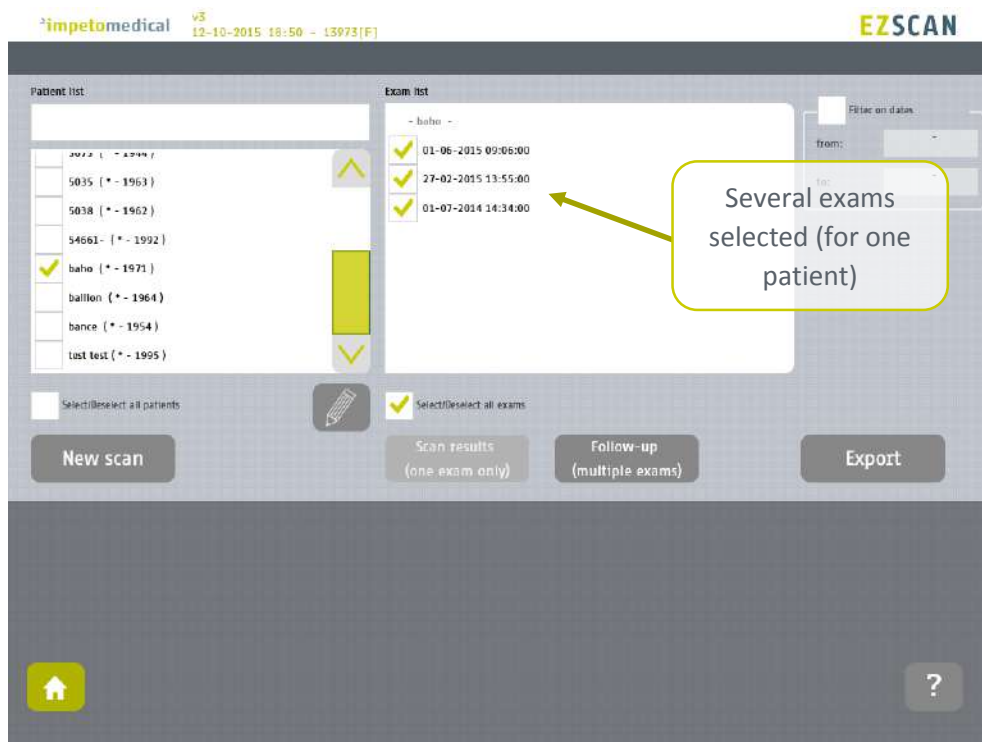 impetomedical
v3
12-10-2015 18:50 - 13973[F]
EZSCAN
Patient list
Exam list
5035 (* - 1963)
5038 (* - 1962)
54661- (* - 1992)
baho (* - 1971)
ballion (* - 1964)
bance (* - 1954)
test test (* - 1995)
- baho -
01-06-2015 09:06:00
27-02-2015 13:55:00
01-07-2014 14:34:00
Filter on dates
from: -
to: -
Several exams
selected (for one
patient)
Select/Deselect all patients
Select/Deselect all exams
New scan
Scan results
(one exam only)
Follow-up
(multiple exams)
Export
?